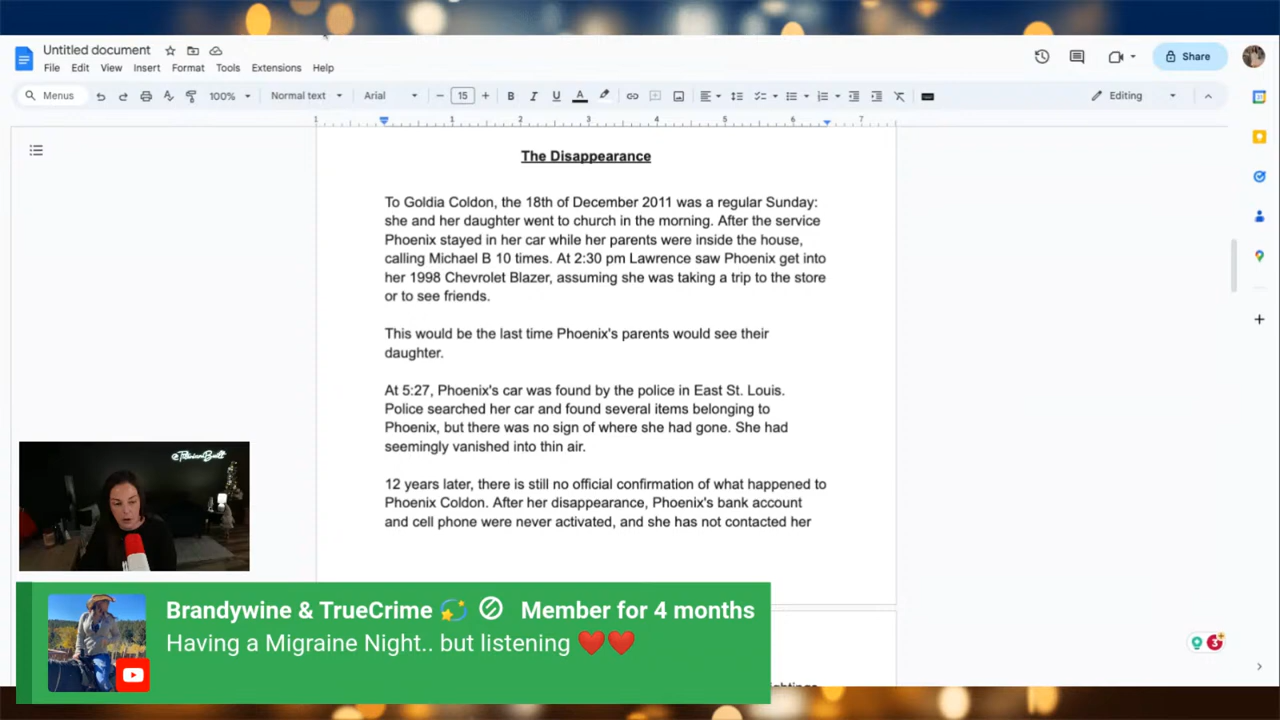 Untitled document
File Edit View Insert Format Tools Extensions Help
Share
Menus 100% Normal text Arial 15 B I U A Editing
1 1 2 3 4 5 6 7
The Disappearance
To Goldia Coldon, the 18th of December 2011 was a regular Sunday:
she and her daughter went to church in the morning. After the service
Phoenix stayed in her car while her parents were inside the house,
calling Michael B 10 times. At 2:30 pm Lawrence saw Phoenix get into
her 1998 Chevrolet Blazer, assuming she was taking a trip to the store
or to see friends.
This would be the last time Phoenix's parents would see their
daughter.
At 5:27, Phoenix's car was found by the police in East St. Louis.
Police searched her car and found several items belonging to
Phoenix, but there was no sign of where she had gone. She had
seemingly vanished into thin air.
12 years later, there is still no official confirmation of what happened to
Phoenix Coldon. After her disappearance, Phoenix's bank account
and cell phone were never activated, and she has not contacted her
Brandywine & TrueCrime 💫 Member for 4 months
Having a Migraine Night.. but listening ❤️❤️
3